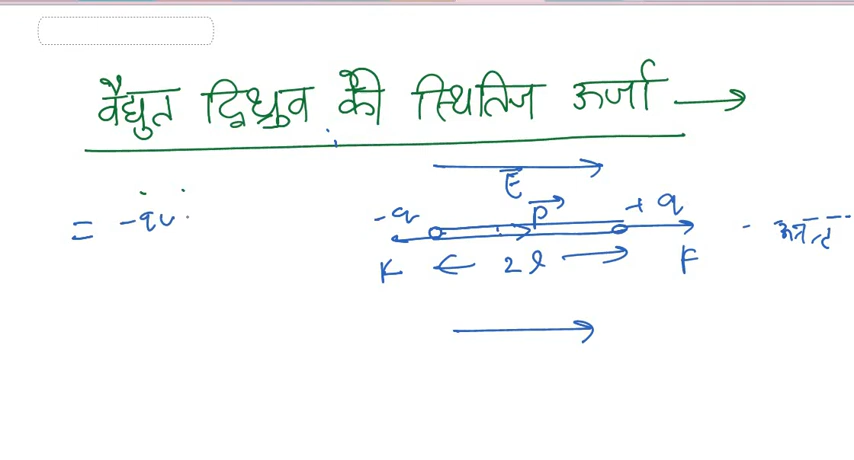 वैद्युत द्विध्रुव की स्थितिज ऊर्जा →
E
-q P + q
= -qv
F ← 2l → F